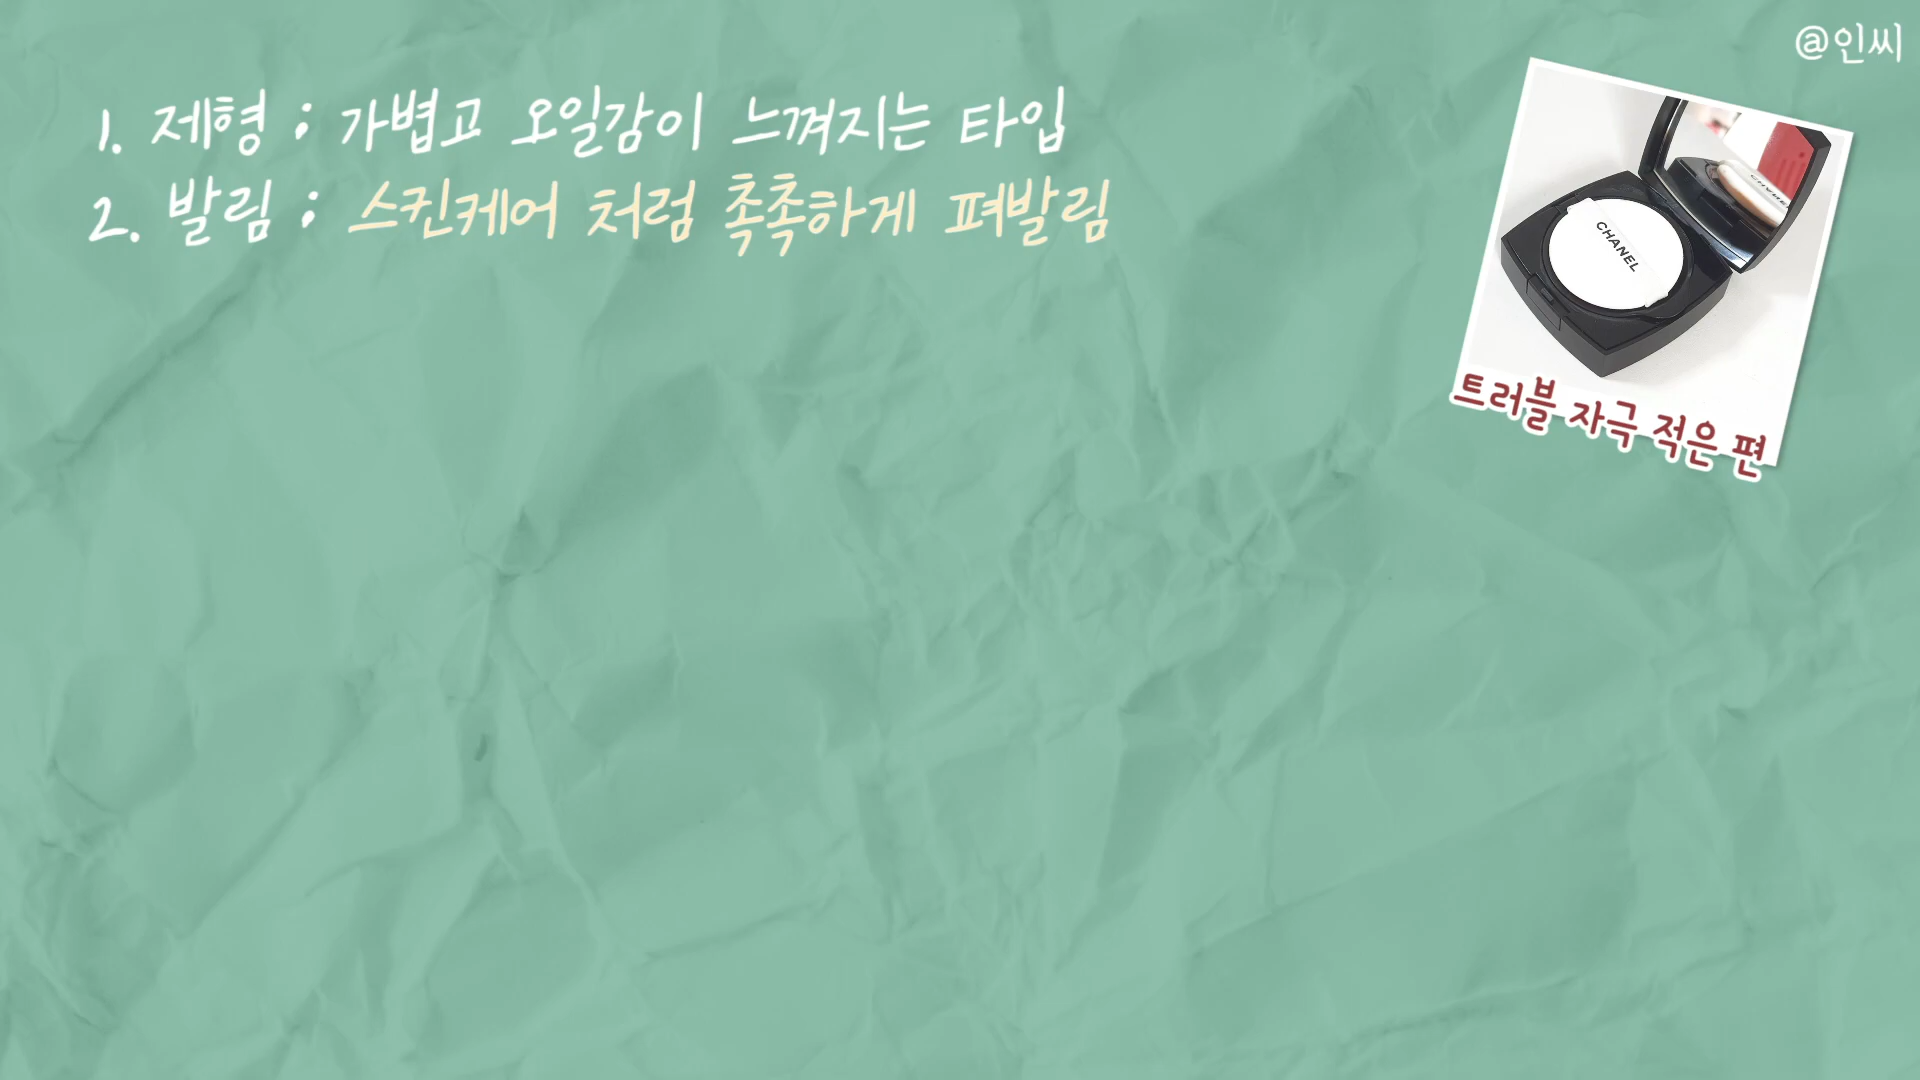 @인씨
1. 제형 ; 가볍고 오일감이 느껴지는 타입
2. 발림 ; 스킨케어 처럼 촉촉하게 펴발림
CHANEL
트러블 자극 적은 편